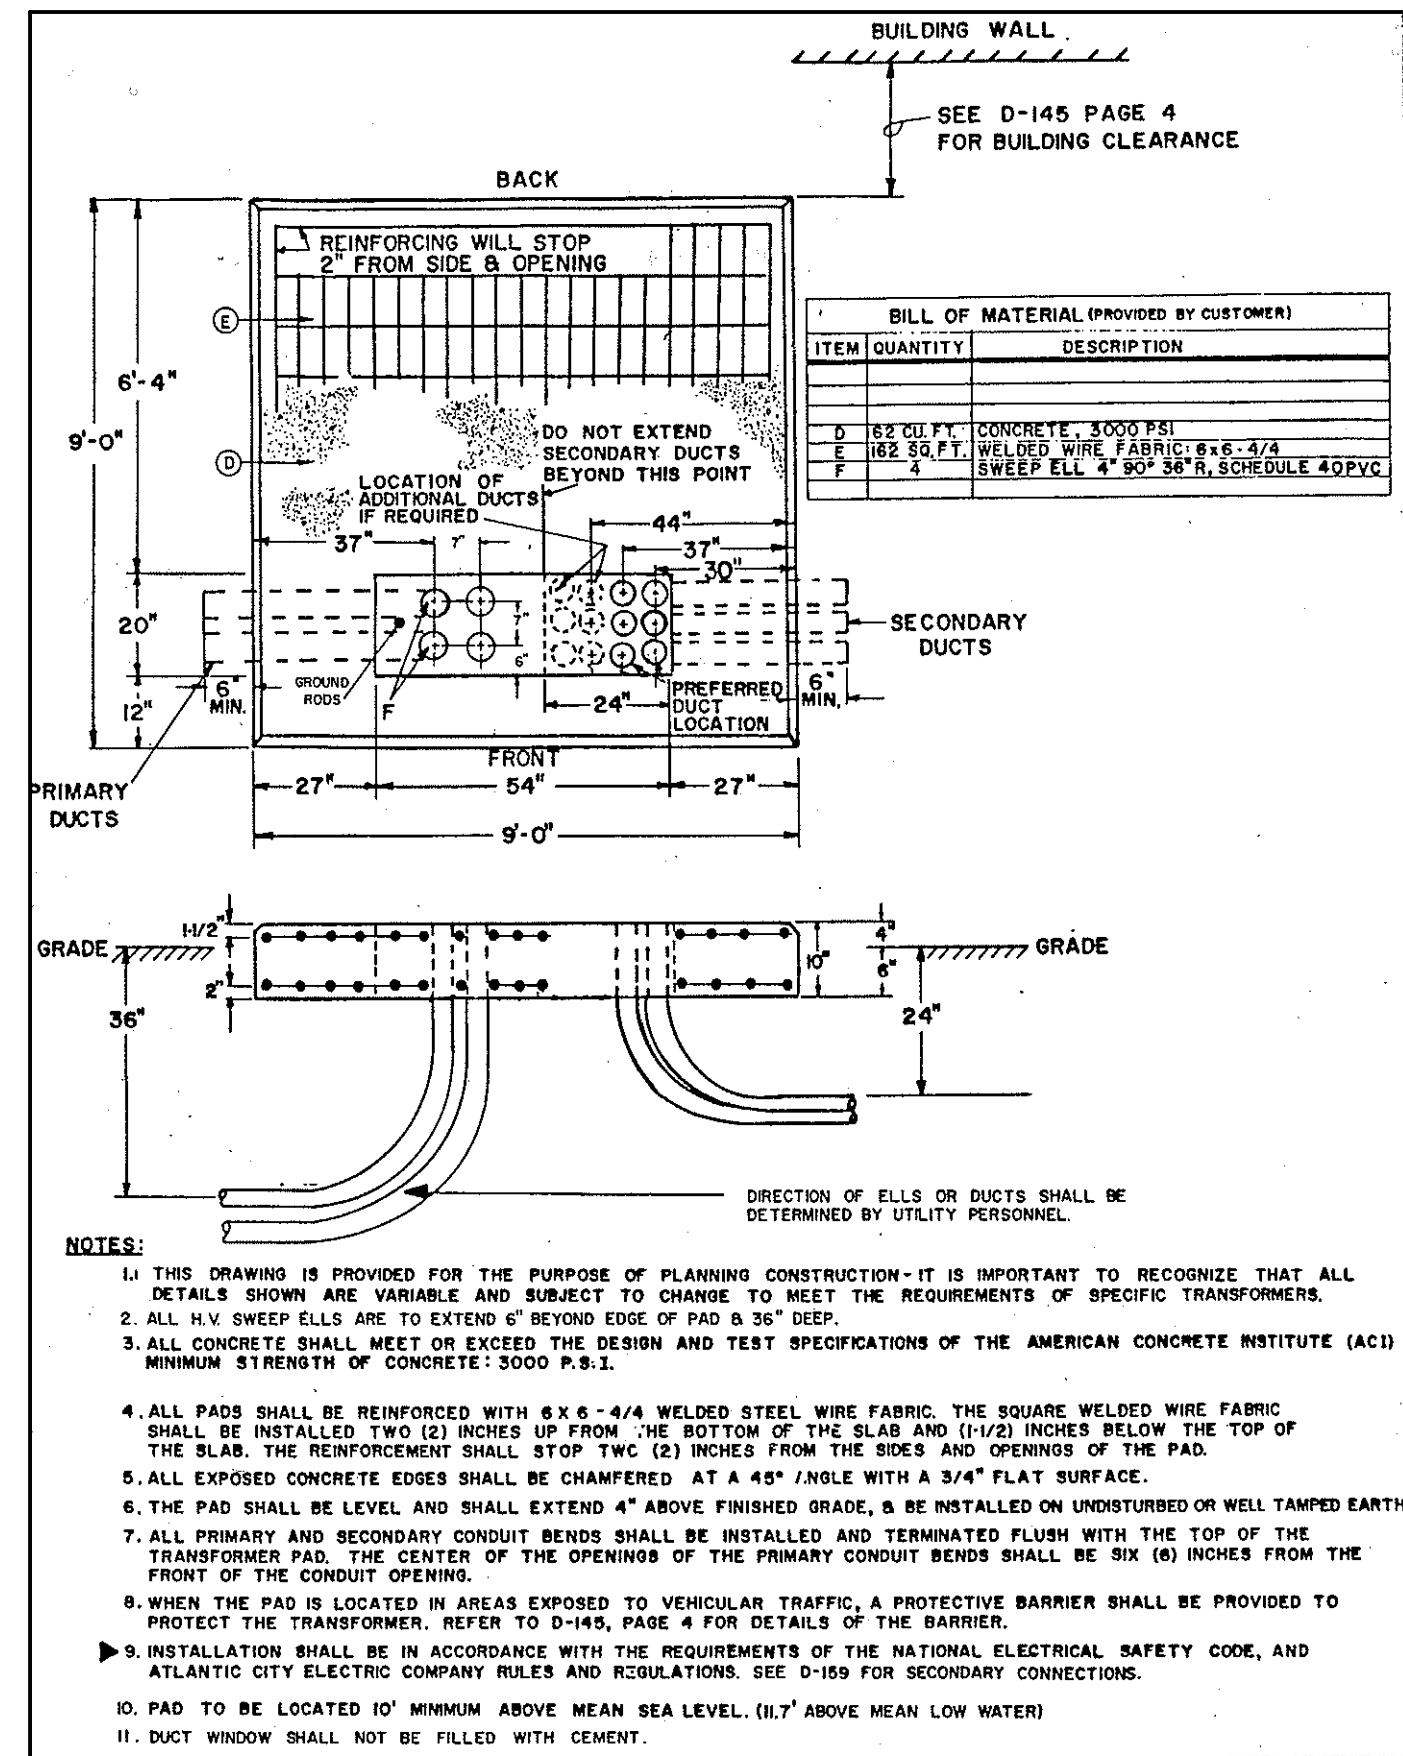 BUILDING WALL
SEE D-145 PAGE 4
FOR BUILDING CLEARANCE
BACK
REINFORCING WILL STOP
2" FROM SIDE & OPENING
E
6'-4"
9'-0"
D
DO NOT EXTEND
SECONDARY DUCTS
BEYOND THIS POINT
LOCATION OF
ADDITIONAL DUCTS
IF REQUIRED
44"
37"
7"
37"
30"
20"
7"
6"
SECONDARY
DUCTS
6"
MIN.
GROUND
RODS
F
24"
PREFERRED
DUCT
LOCATION
6"
MIN.
12"
FRONT
27"
54"
27"
PRIMARY
DUCTS
9'-0"
BILL OF MATERIAL (PROVIDED BY CUSTOMER)
ITEM QUANTITY DESCRIPTION
D 62 CU. FT. CONCRETE, 3000 PSI
E 162 SQ. FT. WELDED WIRE FABRIC: 6x6-4/4
F 4 SWEEP ELL 4" 90° 36" R, SCHEDULE 40 PVC
1-1/2"
GRADE
2"
36"
10"
4"
6"
GRADE
24"
DIRECTION OF ELLS OR DUCTS SHALL BE
DETERMINED BY UTILITY PERSONNEL.
NOTES:
1. THIS DRAWING IS PROVIDED FOR THE PURPOSE OF PLANNING CONSTRUCTION - IT IS IMPORTANT TO RECOGNIZE THAT ALL
DETAILS SHOWN ARE VARIABLE AND SUBJECT TO CHANGE TO MEET THE REQUIREMENTS OF SPECIFIC TRANSFORMERS.
2. ALL H.V. SWEEP ELLS ARE TO EXTEND 6" BEYOND EDGE OF PAD & 36" DEEP.
3. ALL CONCRETE SHALL MEET OR EXCEED THE DESIGN AND TEST SPECIFICATIONS OF THE AMERICAN CONCRETE INSTITUTE (ACI)
MINIMUM STRENGTH OF CONCRETE: 3000 P.S.I.
4. ALL PADS SHALL BE REINFORCED WITH 6 X 6 - 4/4 WELDED STEEL WIRE FABRIC. THE SQUARE WELDED WIRE FABRIC
SHALL BE INSTALLED TWO (2) INCHES UP FROM THE BOTTOM OF THE SLAB AND (1-1/2) INCHES BELOW THE TOP OF
THE SLAB. THE REINFORCEMENT SHALL STOP TWO (2) INCHES FROM THE SIDES AND OPENINGS OF THE PAD.
5. ALL EXPOSED CONCRETE EDGES SHALL BE CHAMFERED AT A 45° ANGLE WITH A 3/4" FLAT SURFACE.
6. THE PAD SHALL BE LEVEL AND SHALL EXTEND 4" ABOVE FINISHED GRADE, & BE INSTALLED ON UNDISTURBED OR WELL TAMPED EARTH
7. ALL PRIMARY AND SECONDARY CONDUIT BENDS SHALL BE INSTALLED AND TERMINATED FLUSH WITH THE TOP OF THE
TRANSFORMER PAD. THE CENTER OF THE OPENINGS OF THE PRIMARY CONDUIT BENDS SHALL BE SIX (6) INCHES FROM THE
FRONT OF THE CONDUIT OPENING.
8. WHEN THE PAD IS LOCATED IN AREAS EXPOSED TO VEHICULAR TRAFFIC, A PROTECTIVE BARRIER SHALL BE PROVIDED TO
PROTECT THE TRANSFORMER. REFER TO D-145, PAGE 4 FOR DETAILS OF THE BARRIER.
9. INSTALLATION SHALL BE IN ACCORDANCE WITH THE REQUIREMENTS OF THE NATIONAL ELECTRICAL SAFETY CODE, AND
ATLANTIC CITY ELECTRIC COMPANY RULES AND REGULATIONS. SEE D-159 FOR SECONDARY CONNECTIONS.
10. PAD TO BE LOCATED 10' MINIMUM ABOVE MEAN SEA LEVEL. (11.7' ABOVE MEAN LOW WATER)
11. DUCT WINDOW SHALL NOT BE FILLED WITH CEMENT.